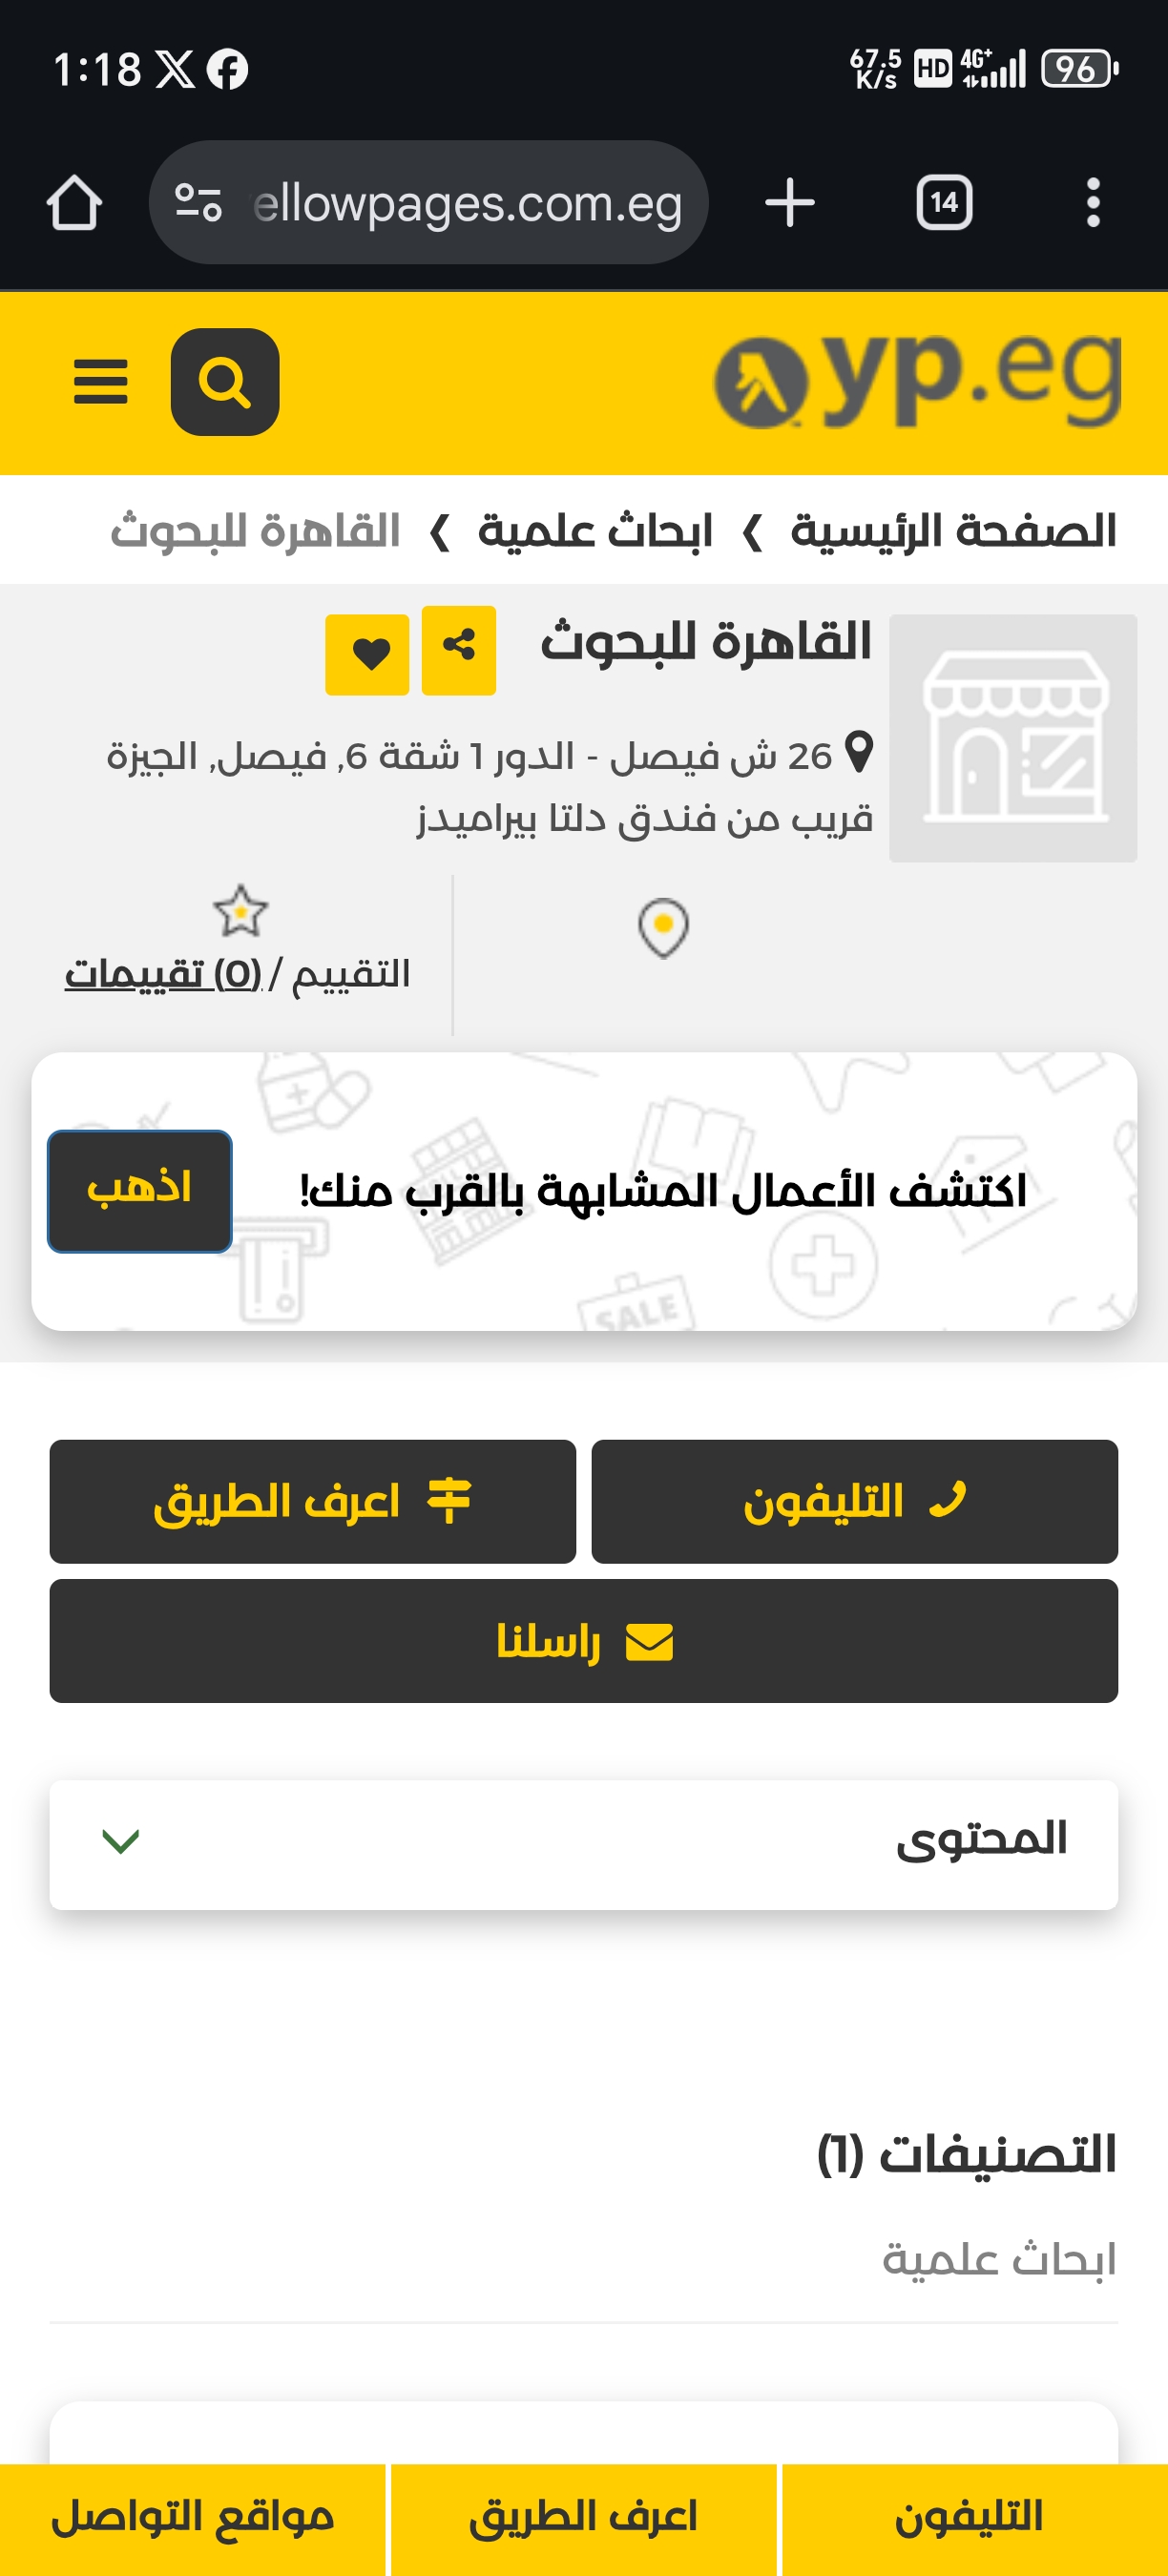 1:18
67.5 K/s HD 4G+ 96
ellowpages.com.eg
14
yp.eg
الصفحة الرئيسية ❯ ابحاث علمية ❯ القاهرة للبحوث
القاهرة للبحوث
26 ش فيصل - الدور 1 شقة 6, فيصل, الجيزة
قريب من فندق دلتا بيراميدز
التقييم / (0) تقييمات
اكتشف الأعمال المشابهة بالقرب منك!
اذهب
SALE
التليفون
اعرف الطريق
راسلنا
المحتوى
التصنيفات (1)
ابحاث علمية
التليفون
اعرف الطريق
مواقع التواصل